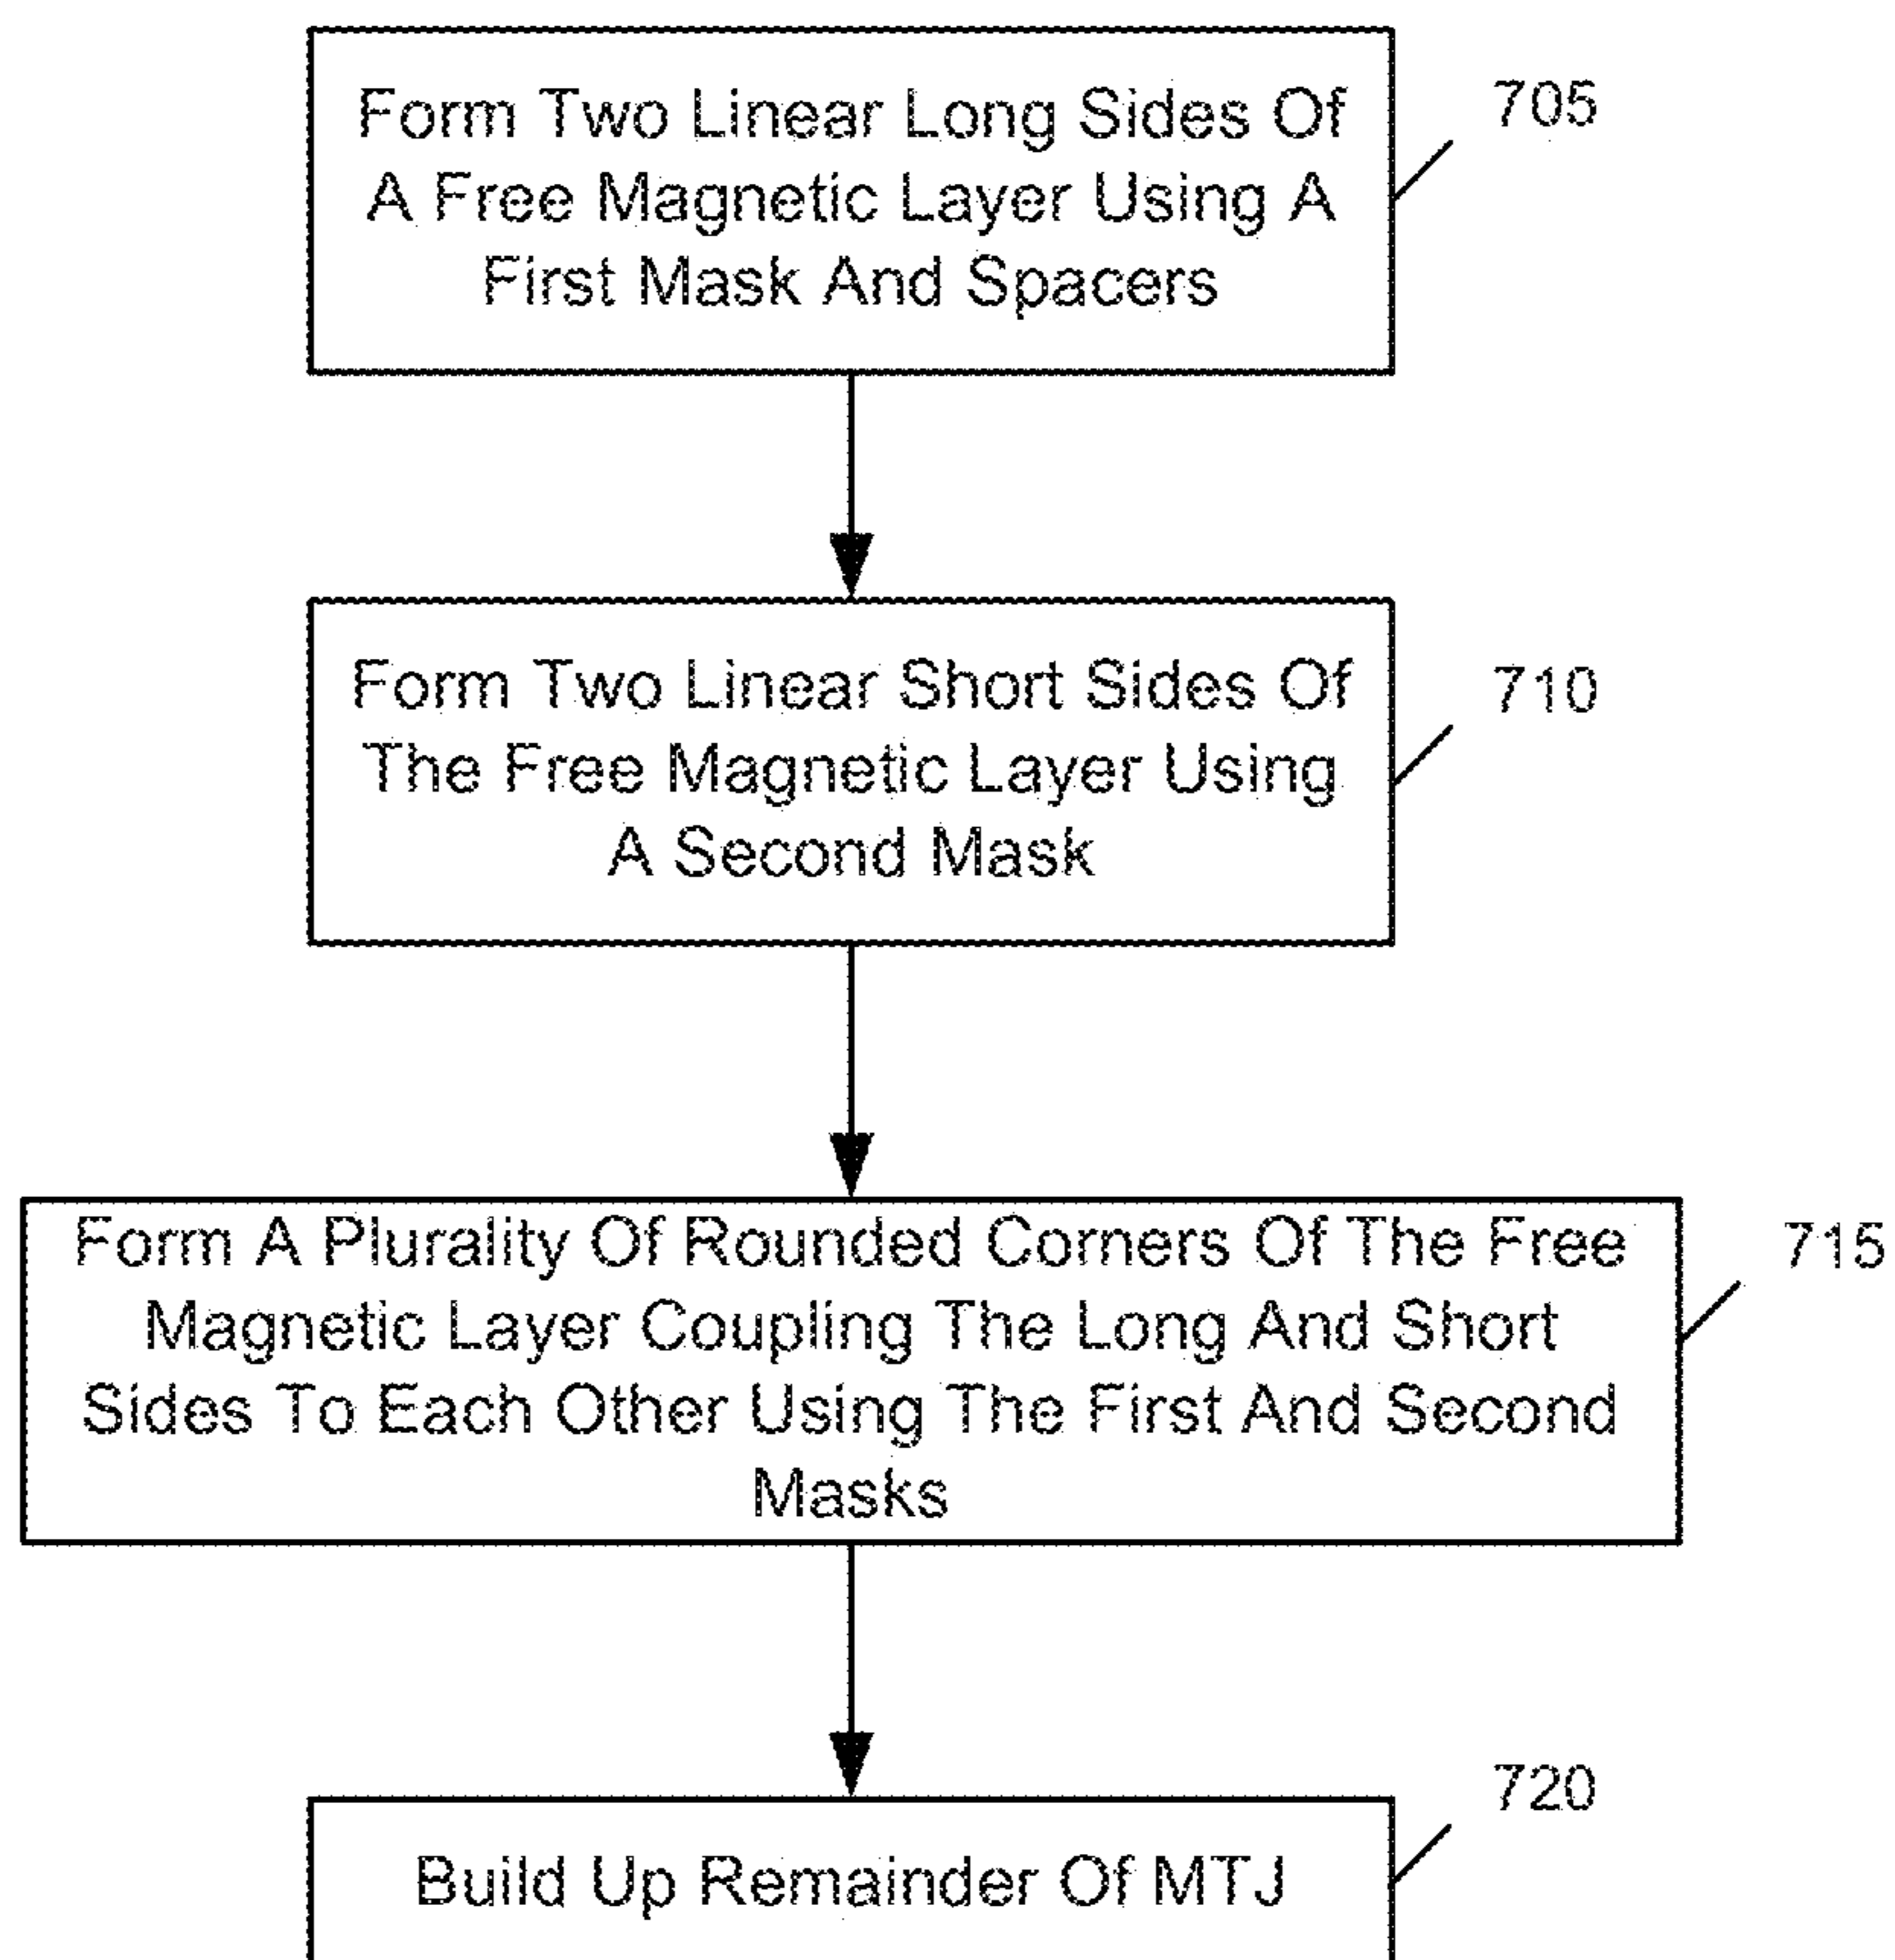 Form Two Linear Long Sides Of
A Free Magnetic Layer Using A
First Mask And Spacers
705
Form Two Linear Short Sides Of
The Free Magnetic Layer Using
A Second Mask
710
Form A Plurality Of Rounded Corners Of The Free
Magnetic Layer Coupling The Long And Short
Sides To Each Other Using The First And Second
Masks
715
Build Up Remainder Of MTJ
720